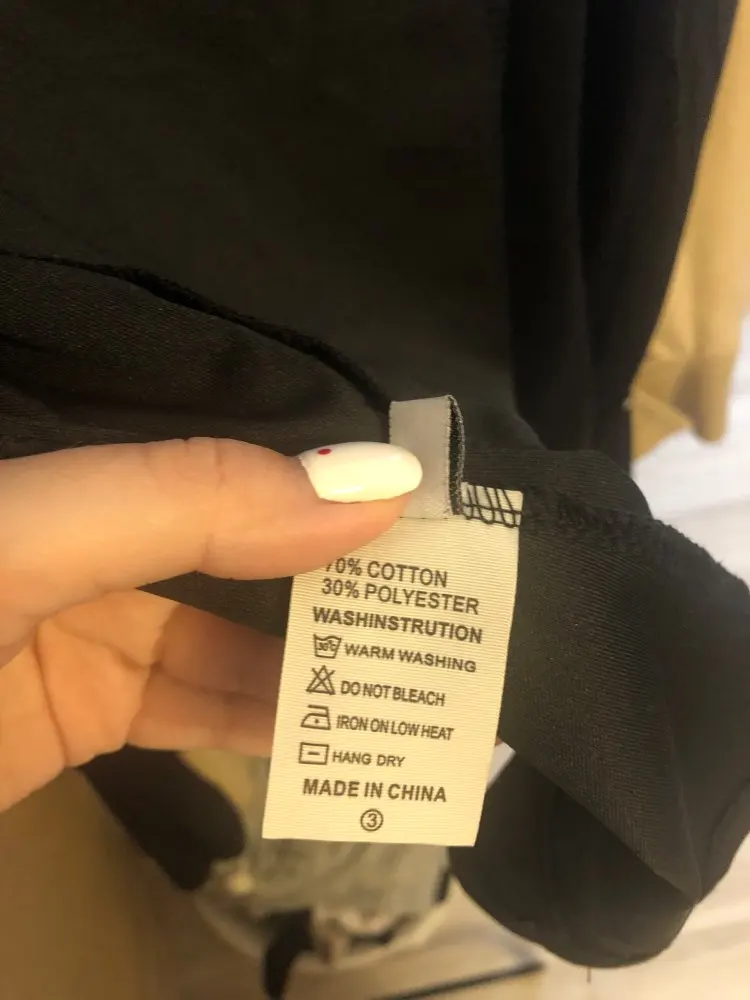 70% COTTON
30% POLYESTER
WASHINSTRUTION
30° WARM WASHING
DO NOT BLEACH
IRON ON LOW HEAT
HANG DRY
MADE IN CHINA
③